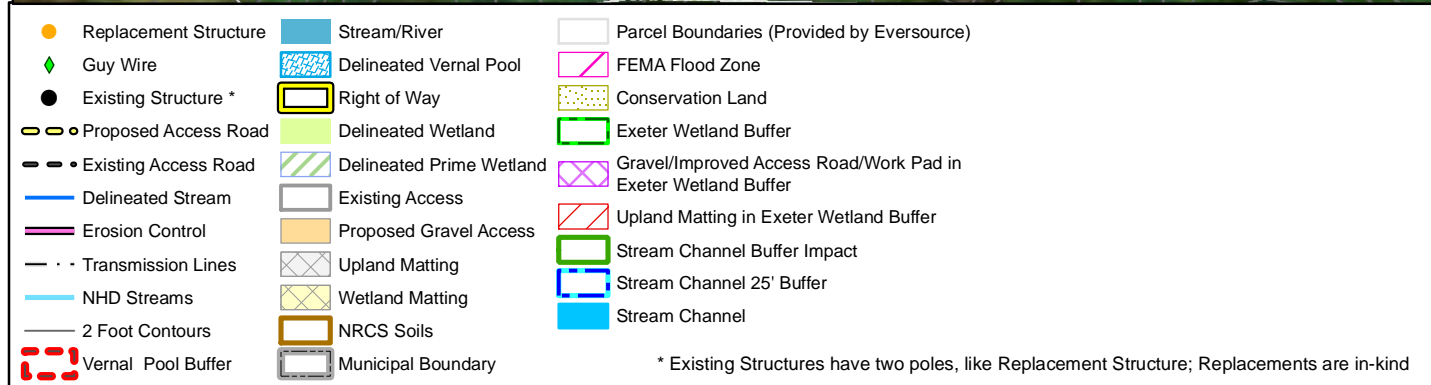 Replacement Structure
Guy Wire
Existing Structure *
Proposed Access Road
Existing Access Road
Delineated Stream
Erosion Control
Transmission Lines
NHD Streams
2 Foot Contours
Vernal Pool Buffer
Stream/River
Delineated Vernal Pool
Right of Way
Delineated Wetland
Delineated Prime Wetland
Existing Access
Proposed Gravel Access
Upland Matting
Wetland Matting
NRCS Soils
Municipal Boundary
Parcel Boundaries (Provided by Eversource)
FEMA Flood Zone
Conservation Land
Exeter Wetland Buffer
Gravel/Improved Access Road/Work Pad in
Exeter Wetland Buffer
Upland Matting in Exeter Wetland Buffer
Stream Channel Buffer Impact
Stream Channel 25' Buffer
Stream Channel
* Existing Structures have two poles, like Replacement Structure; Replacements are in-kind